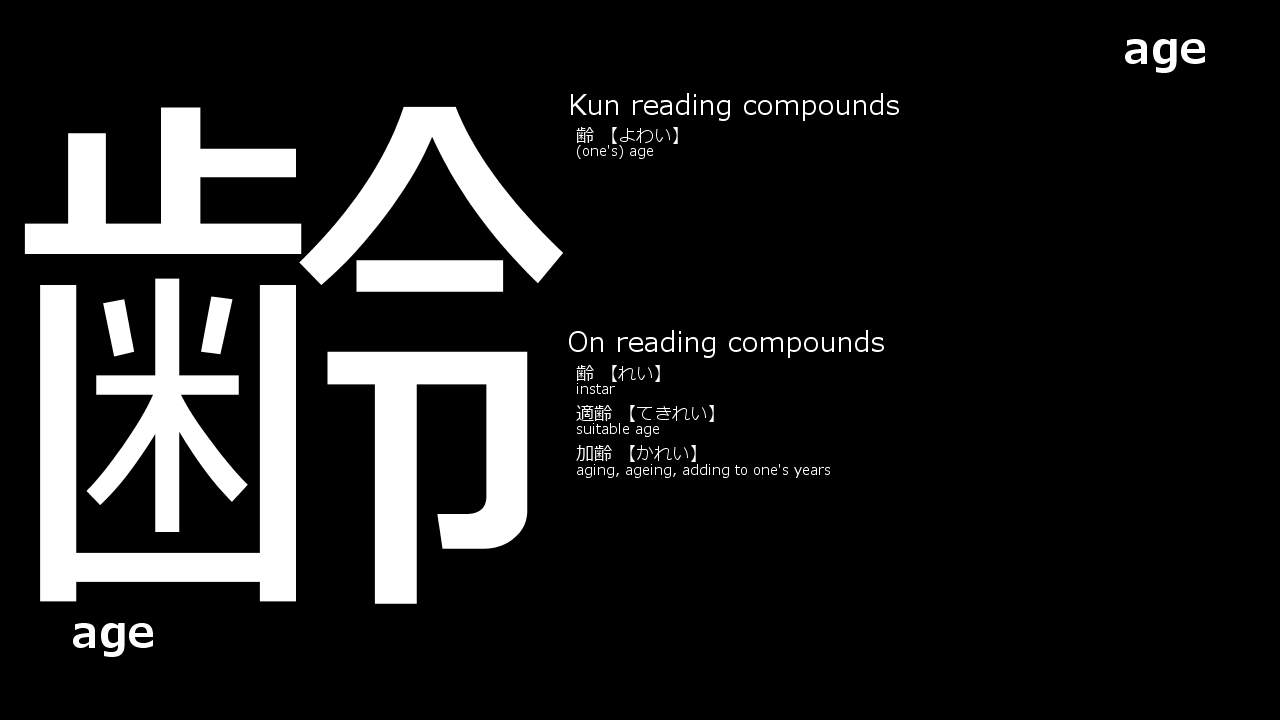 age
齢
Kun reading compounds
齢 【よわい】
(one's) age
On reading compounds
齢 【れい】
instar
適齢 【てきれい】
suitable age
加齢 【かれい】
aging, ageing, adding to one's years
age